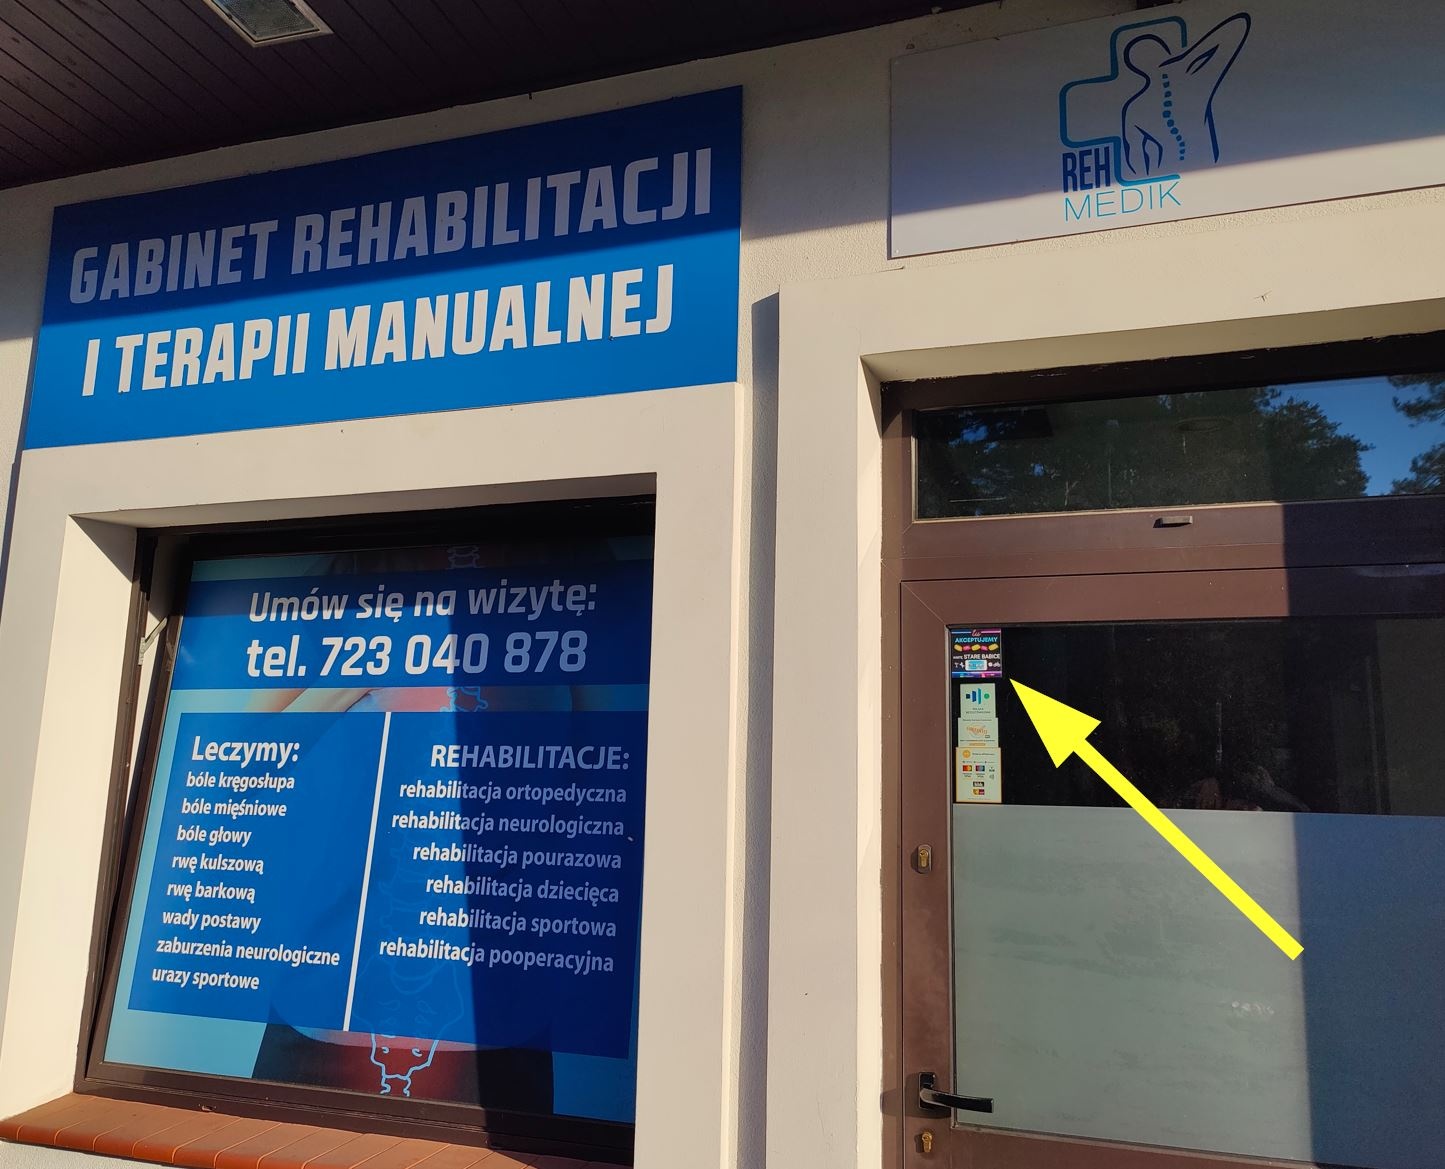 GABINET REHABILITACJI
I TERAPII MANUALNEJ
REH
MEDIK
Umów się na wizytę:
tel. 723 040 878
Leczymy:
bóle kręgosłupa
bóle mięśniowe
bóle głowy
rwę kulszową
rwę barkową
wady postawy
zaburzenia neurologiczne
urazy sportowe
REHABILITACJE:
rehabilitacja ortopedyczna
rehabilitacja neurologiczna
rehabilitacja pourazowa
rehabilitacja dziecięca
rehabilitacja sportowa
rehabilitacja pooperacyjna
tu
AKCEPTUJEMY
STARE BABICE